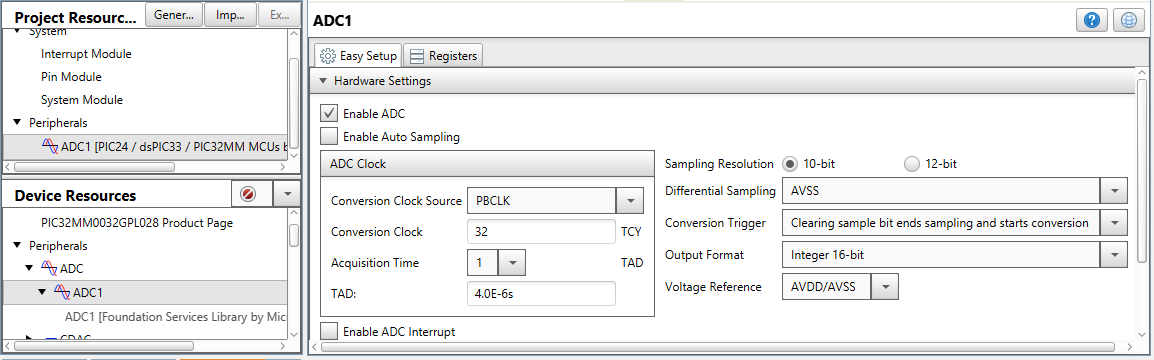 Project Resourc...
Gener...
Imp...
Ex...
System
Interrupt Module
Pin Module
System Module
Peripherals
ADC1 [PIC24 / dsPIC33 / PIC32MM MCUs b
Device Resources
PIC32MM0032GPL028 Product Page
Peripherals
ADC
ADC1
ADC1 [Foundation Services Library by Mic
ADC1
Easy Setup
Registers
Hardware Settings
Enable ADC
Enable Auto Sampling
ADC Clock
Conversion Clock Source PBCLK
Conversion Clock 32 TCY
Acquisition Time 1 TAD
TAD: 4.0E-6s
Enable ADC Interrupt
Sampling Resolution 10-bit 12-bit
Differential Sampling AVSS
Conversion Trigger Clearing sample bit ends sampling and starts conversion
Output Format Integer 16-bit
Voltage Reference AVDD/AVSS